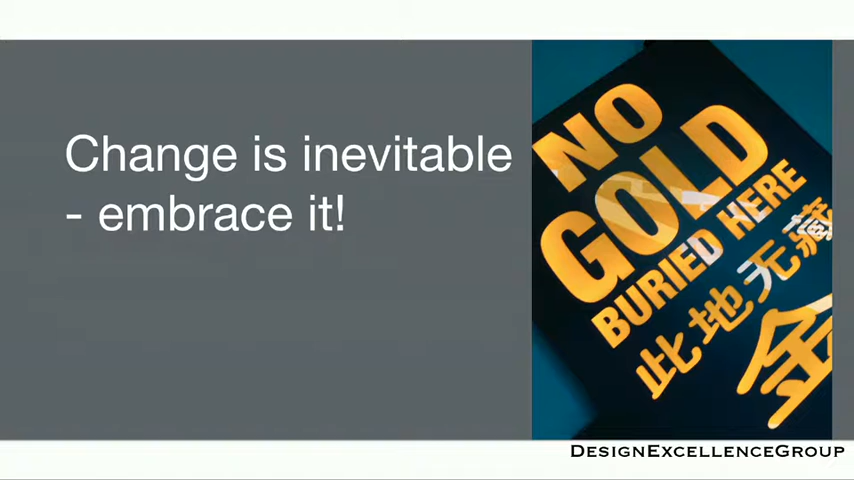 Change is inevitable
- embrace it!
NO
GOLD
BURIED HERE
此地无藏
金
DESIGNEXCELLENCEGROUP